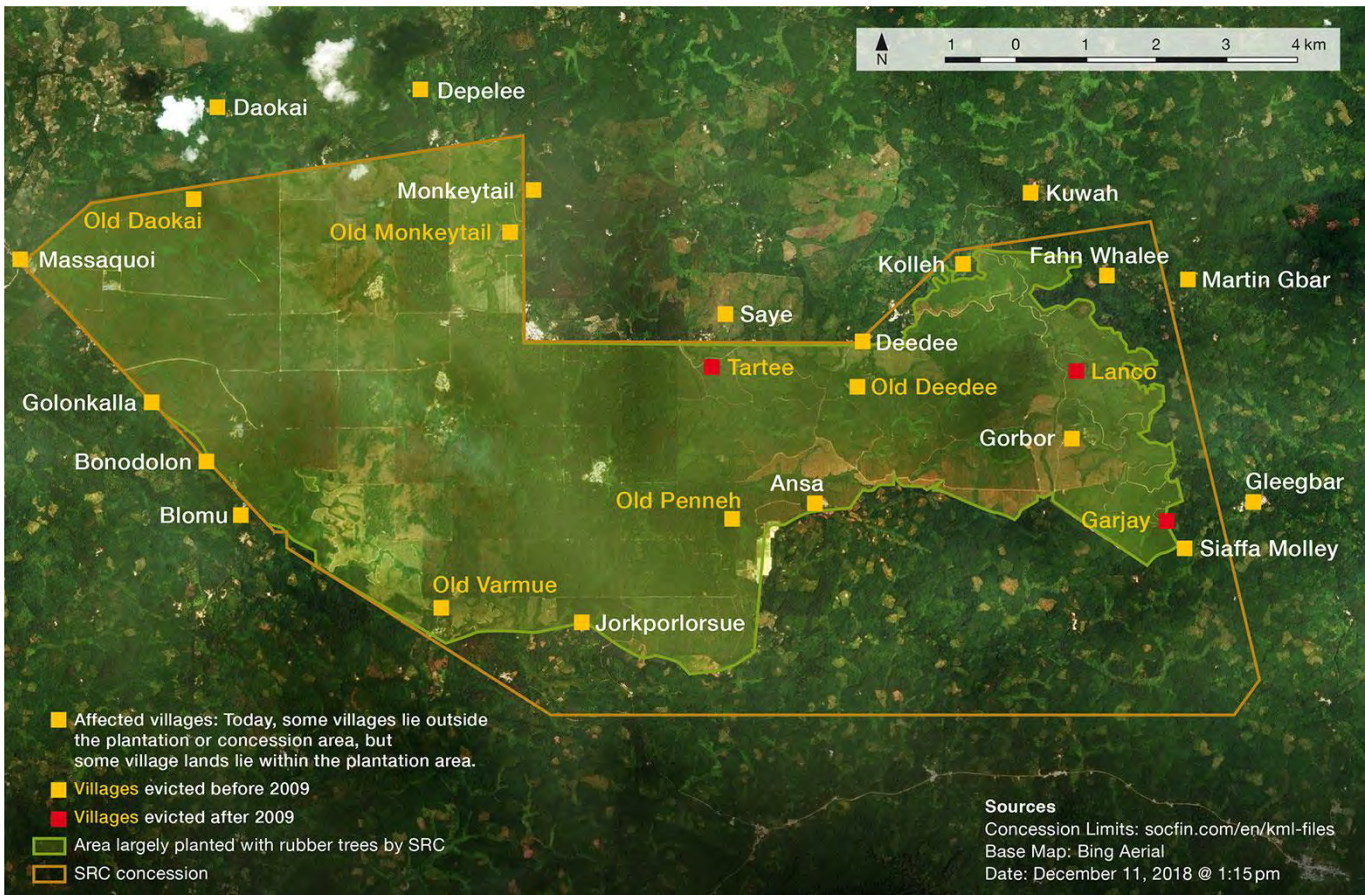 N
1 0 1 2 3 4 km
Depelee
Daokai
Monkeytail
Kuwah
Old Daokai
Old Monkeytail
Massaquoi
Kolleh
Fahn Whalee
Martin Gbar
Saye
Deedee
Tartee
Lanco
Old Deedee
Golonkalla
Gorbor
Bonodolon
Ansa
Gleegbar
Old Penneh
Blomu
Garjay
Siaffa Molley
Old Varmue
Jorkporlorsue
Affected villages: Today, some villages lie outside
the plantation or concession area, but
some village lands lie within the plantation area.
Villages evicted before 2009
Villages evicted after 2009
Area largely planted with rubber trees by SRC
SRC concession
Sources
Concession Limits: socfin.com/en/kml-files
Base Map: Bing Aerial
Date: December 11, 2018 @ 1:15 pm